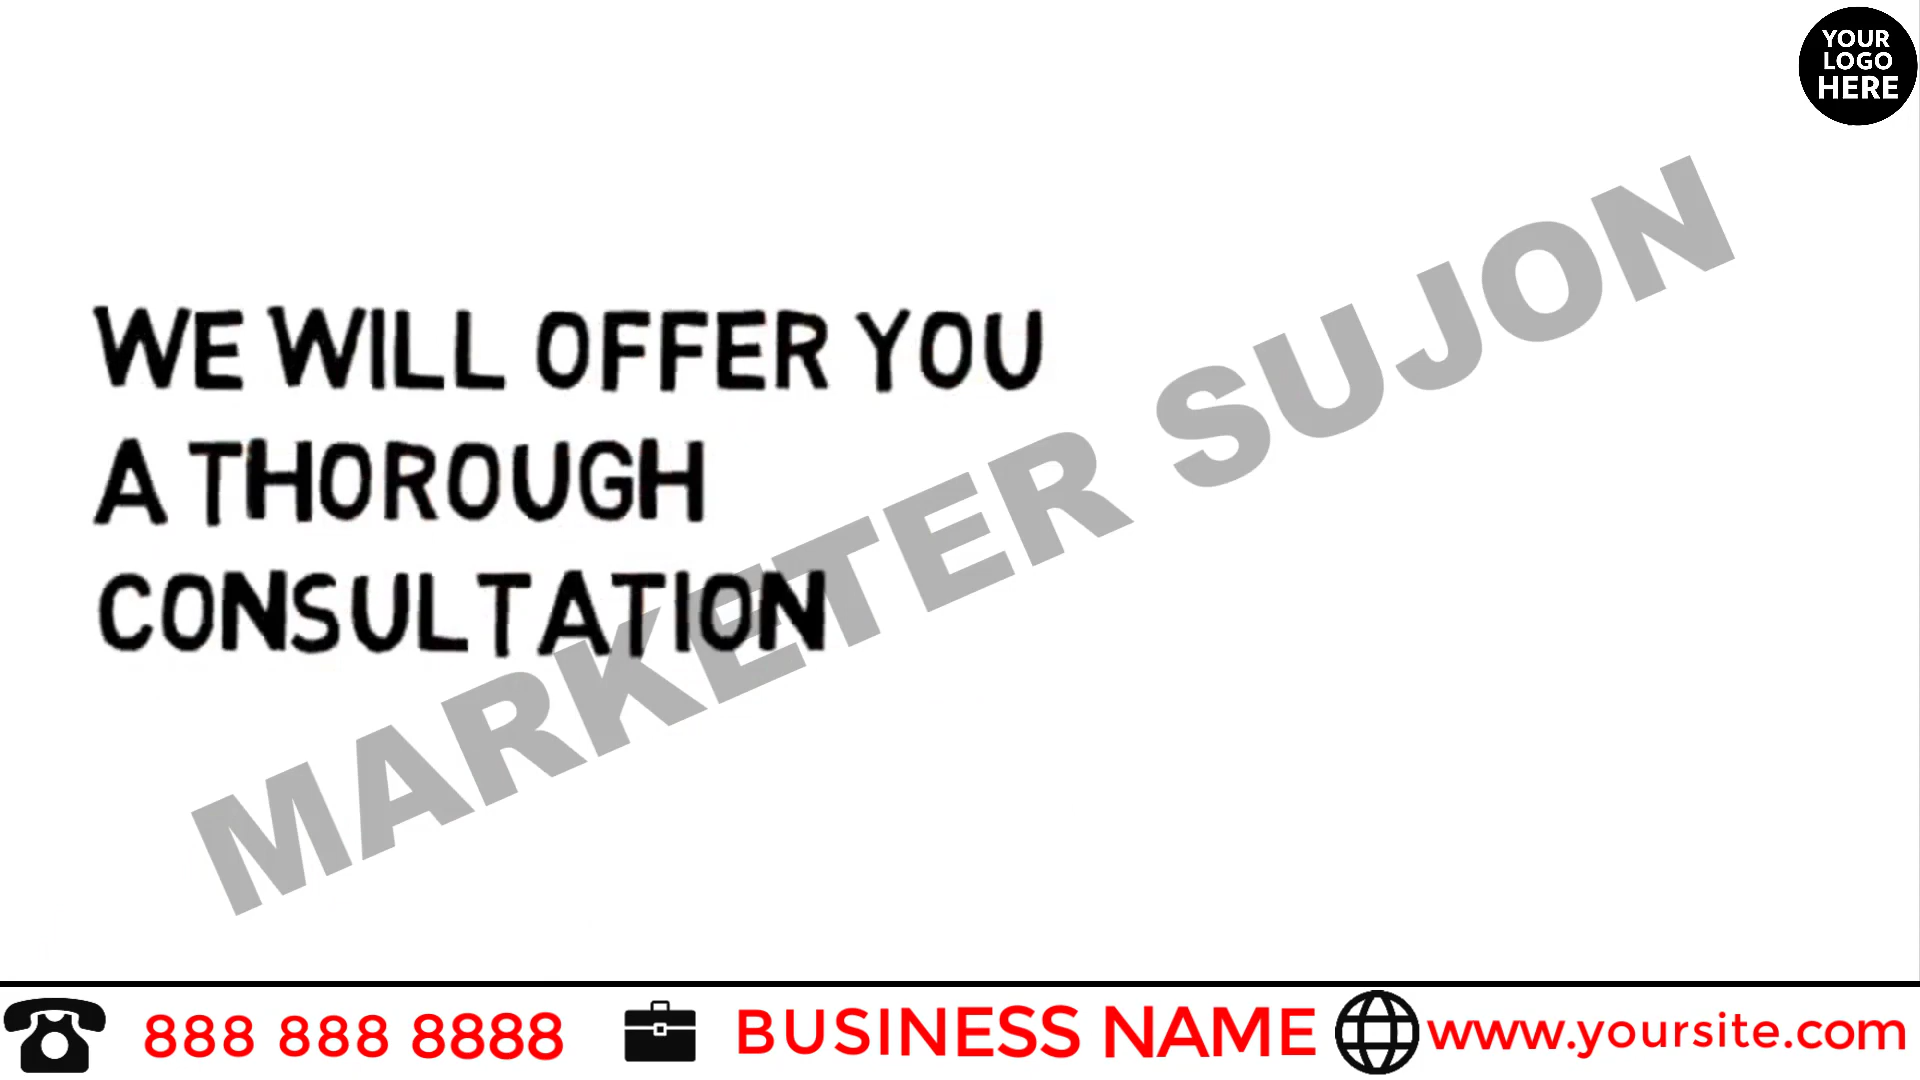 YOUR
LOGO
HERE
WE WILL OFFER YOU
A THOROUGH
CONSULTATION
MARKETER SUJON
888 888 8888
BUSINESS NAME
www.yoursite.com